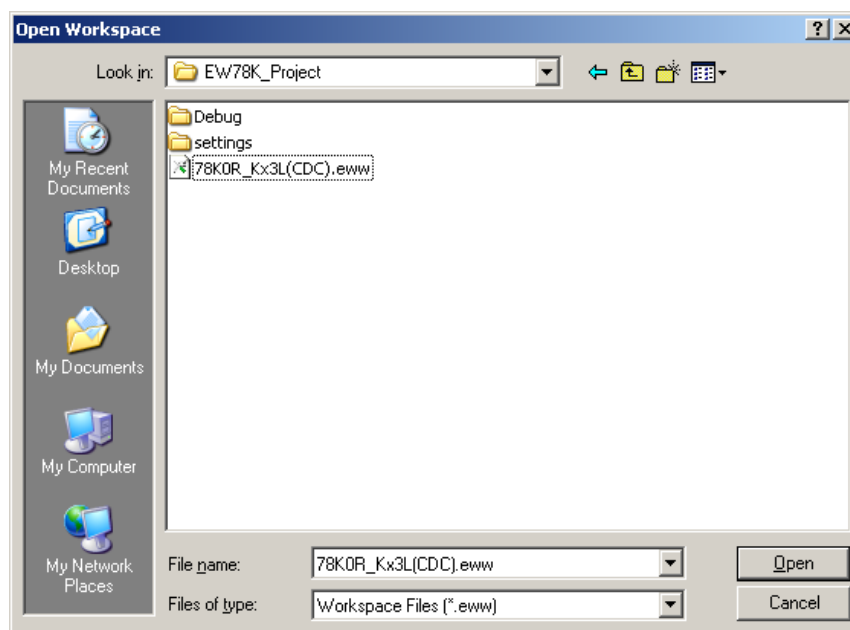 Open Workspace
Look in:
EW78K_Project
Debug
settings
78K0R_Kx3L(CDC).eww
My Recent
Documents
Desktop
My Documents
My Computer
My Network
Places
File name:
78K0R_Kx3L(CDC).eww
Open
Files of type:
Workspace Files (*.eww)
Cancel